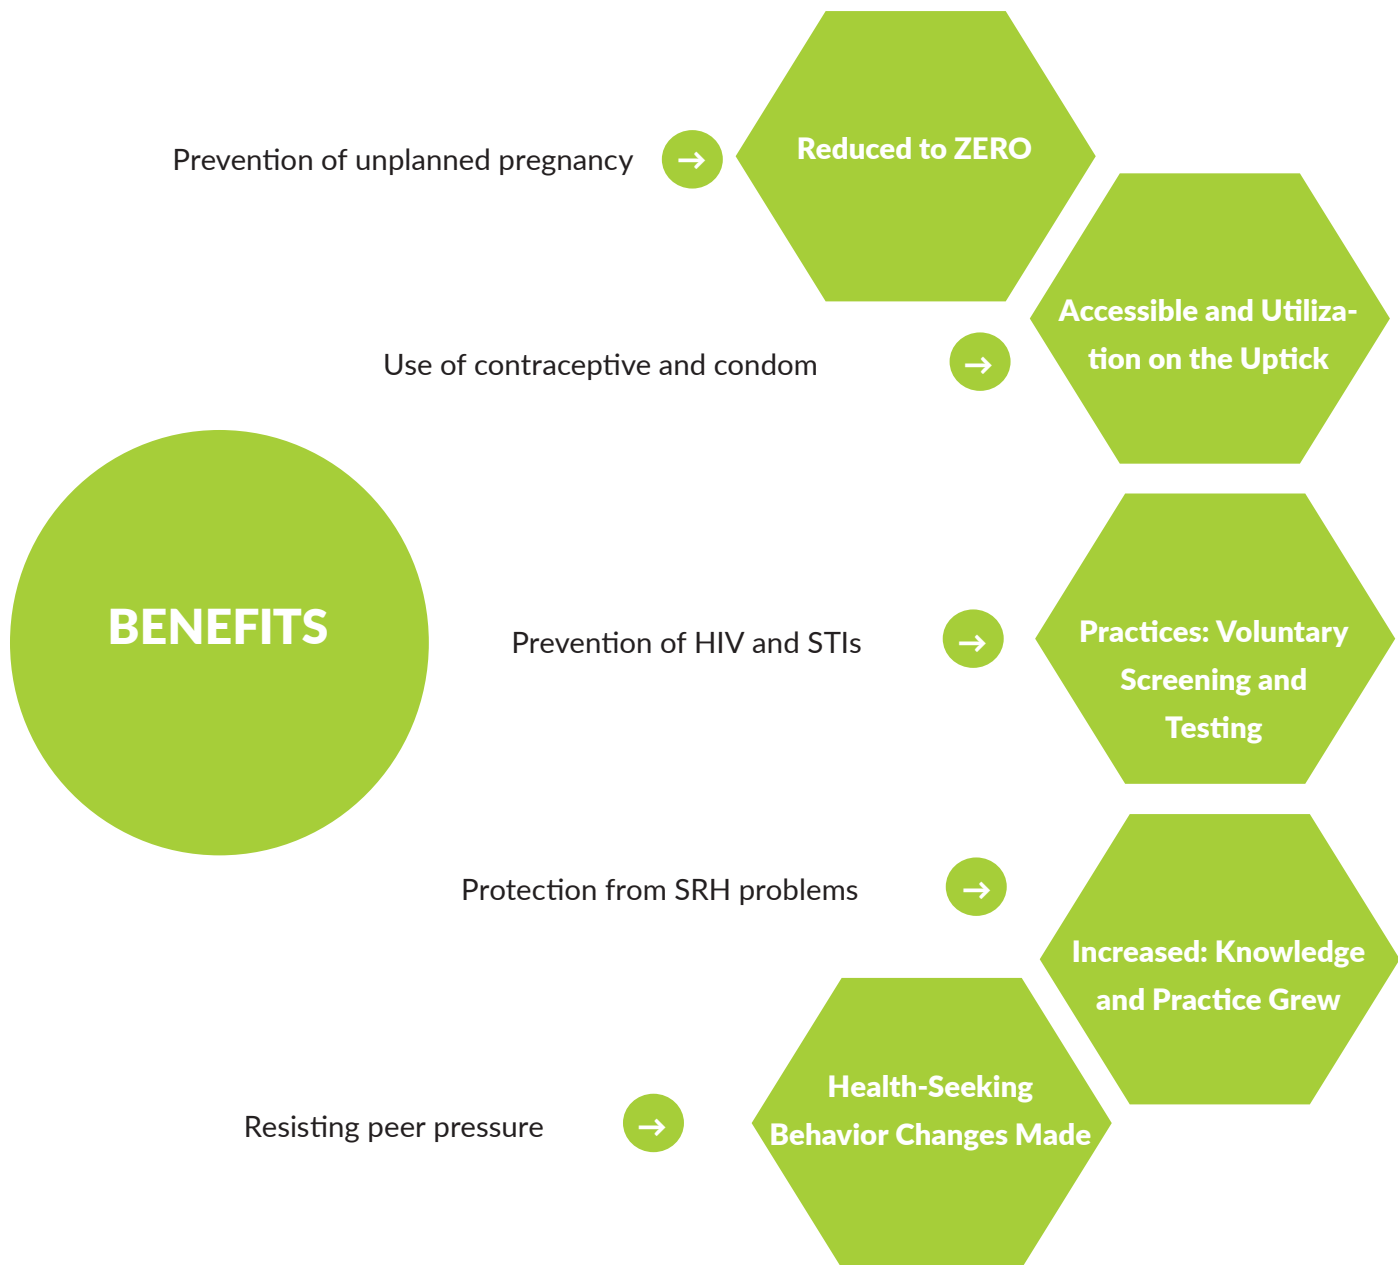 Prevention of unplanned pregnancy
→
Reduced to ZERO
Use of contraceptive and condom
→
Accessible and Utiliza-
tion on the Uptick
BENEFITS
Prevention of HIV and STIs
→
Practices: Voluntary
Screening and
Testing
Protection from SRH problems
→
Increased: Knowledge
and Practice Grew
Resisting peer pressure
→
Health-Seeking
Behavior Changes Made